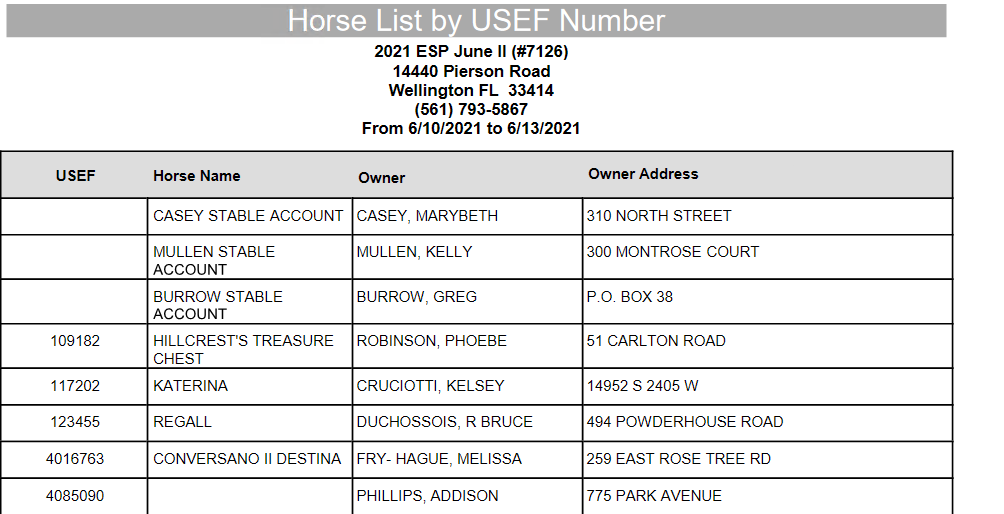 Horse List by USEF Number
2021 ESP June II (#7126)
14440 Pierson Road
Wellington FL  33414
(561) 793-5867
From 6/10/2021 to 6/13/2021
USEF Horse Name Owner Owner Address
CASEY STABLE ACCOUNT CASEY, MARYBETH 310 NORTH STREET
MULLEN STABLE MULLEN, KELLY 300 MONTROSE COURT
ACCOUNT
BURROW STABLE BURROW, GREG P.O. BOX 38
ACCOUNT
109182 HILLCREST'S TREASURE ROBINSON, PHOEBE 51 CARLTON ROAD
CHEST
117202 KATERINA CRUCIOTTI, KELSEY 14952 S 2405 W
123455 REGALL DUCHOSSOIS, R BRUCE 494 POWDERHOUSE ROAD
4016763 CONVERSANO II DESTINA FRY- HAGUE, MELISSA 259 EAST ROSE TREE RD
4085090 PHILLIPS, ADDISON 775 PARK AVENUE